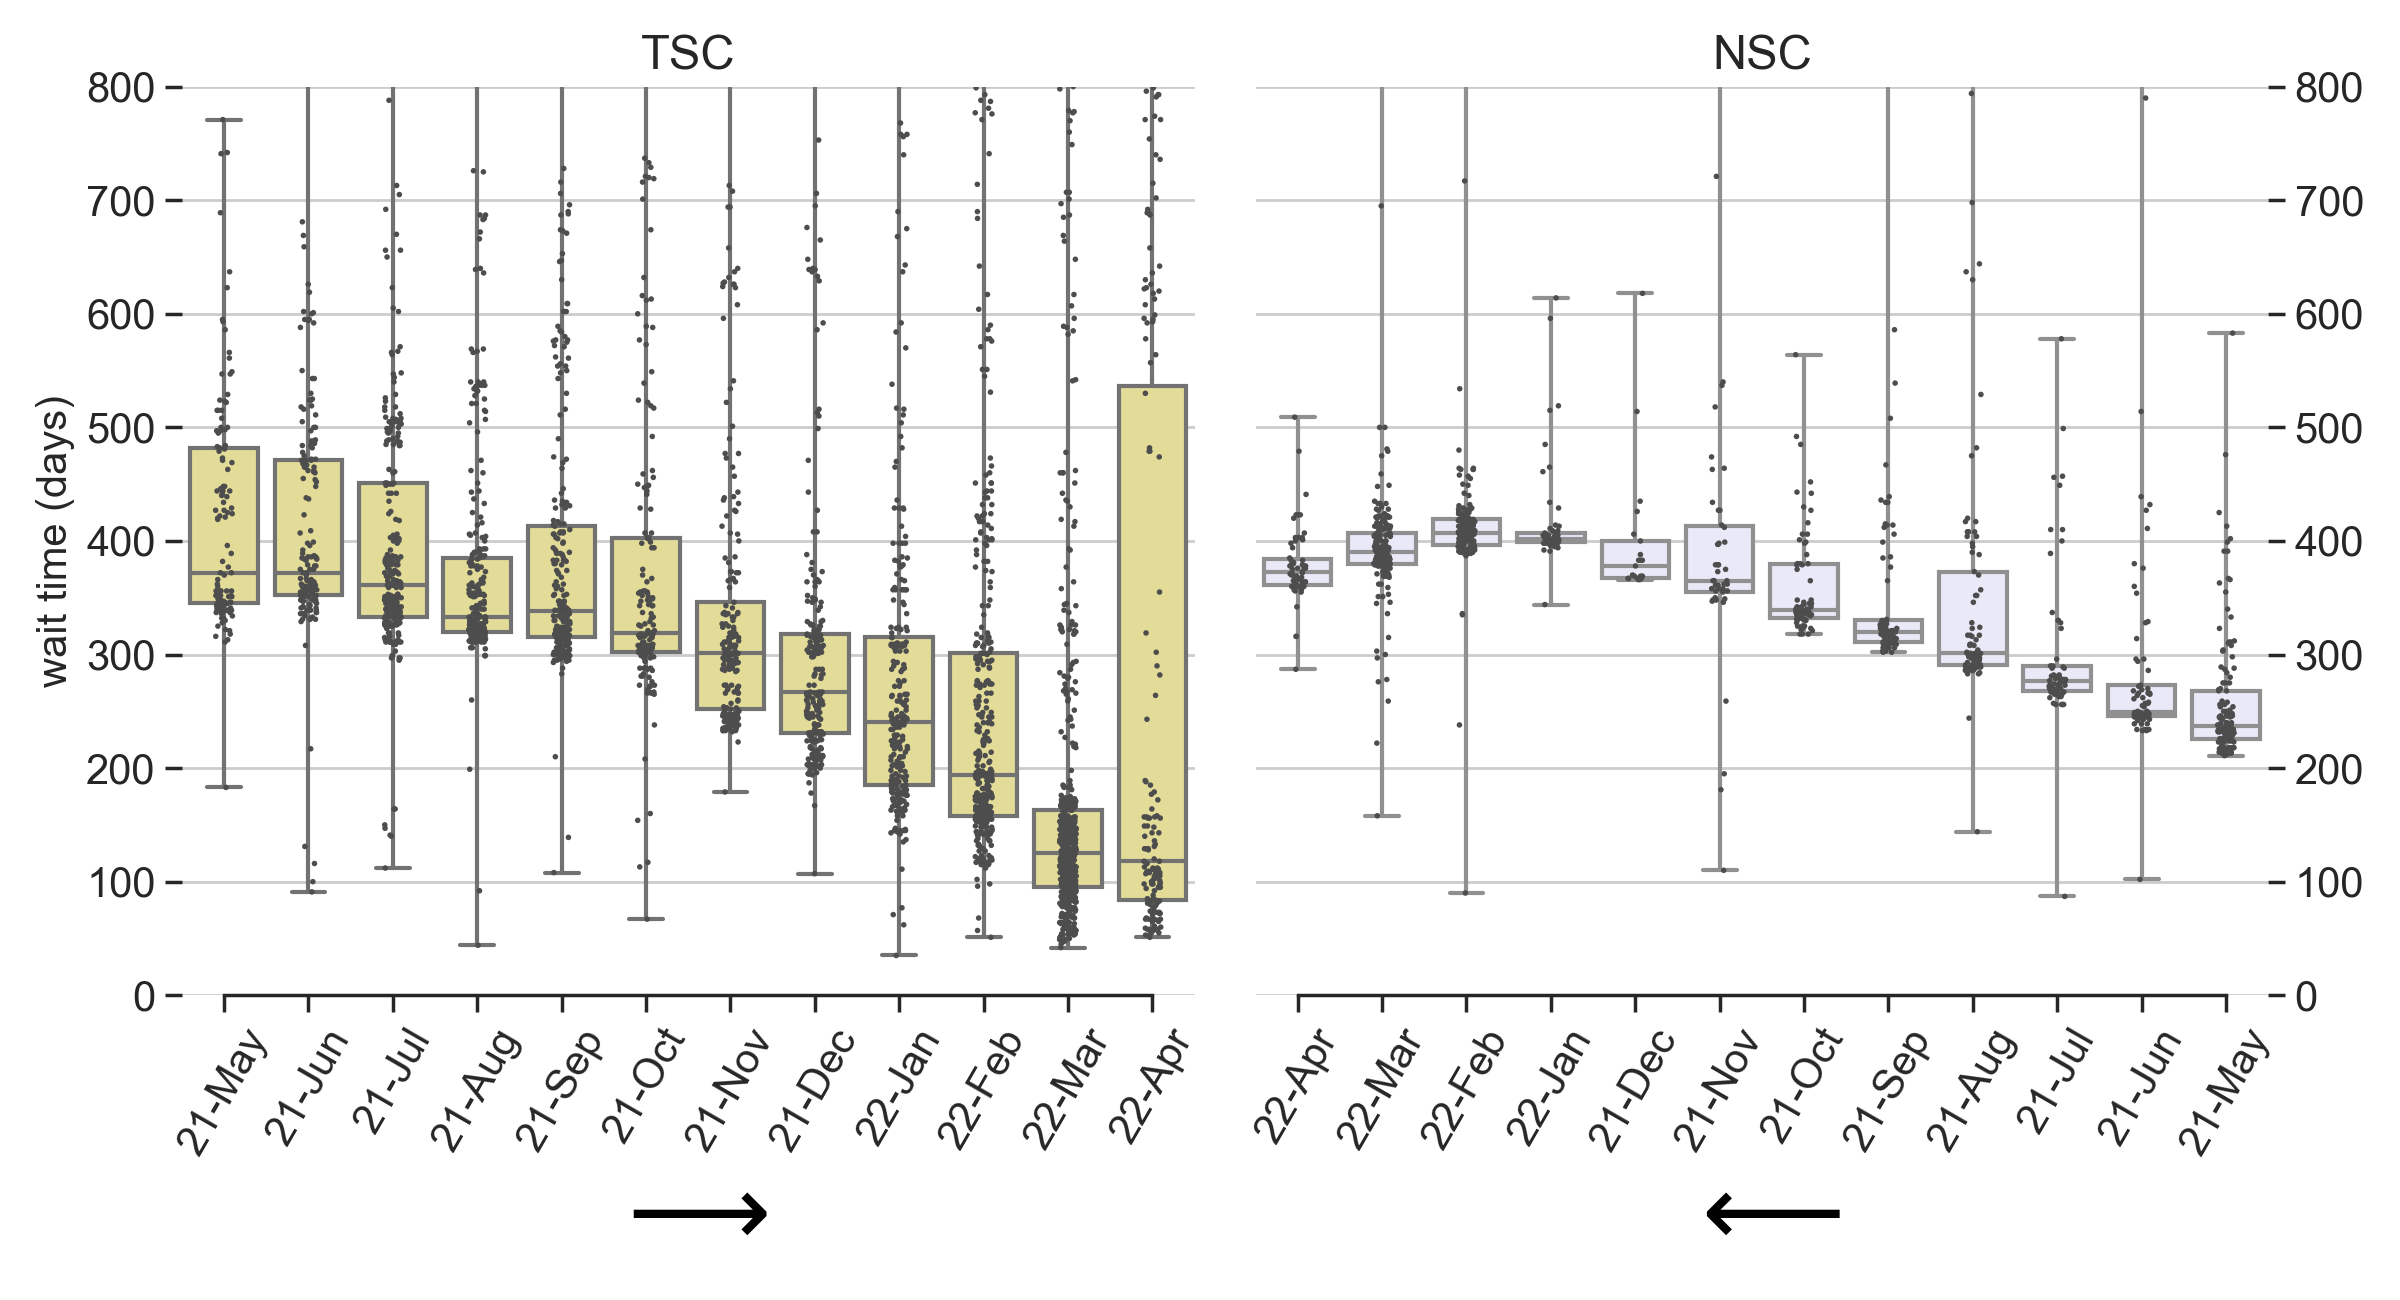 TSC
NSC
wait time (days)
800
700
600
500
400
300
200
100
0
800
700
600
500
400
300
200
100
0
21-May
21-Jun
21-Jul
21-Aug
21-Sep
21-Oct
21-Nov
21-Dec
22-Jan
22-Feb
22-Mar
22-Apr
22-Apr
22-Mar
22-Feb
22-Jan
21-Dec
21-Nov
21-Oct
21-Sep
21-Aug
21-Jul
21-Jun
21-May